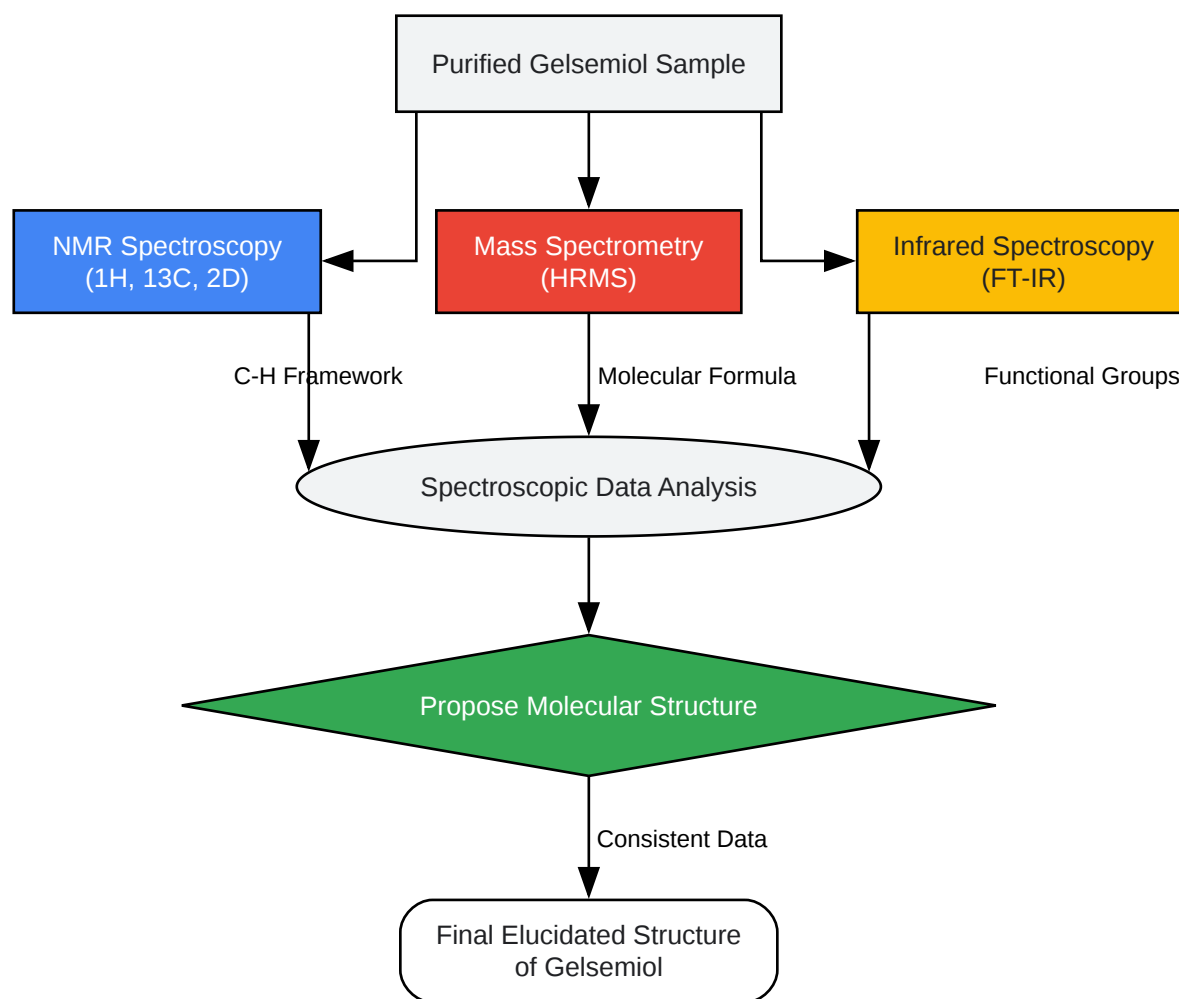 Purified Gelsemiol Sample
NMR Spectroscopy
(1H, 13C, 2D)
Mass Spectrometry
(HRMS)
Infrared Spectroscopy
(FT-IR)
C-H Framework
Molecular Formula
Functional Groups
Spectroscopic Data Analysis
Propose Molecular Structure
Consistent Data
Final Elucidated Structure
of Gelsemiol